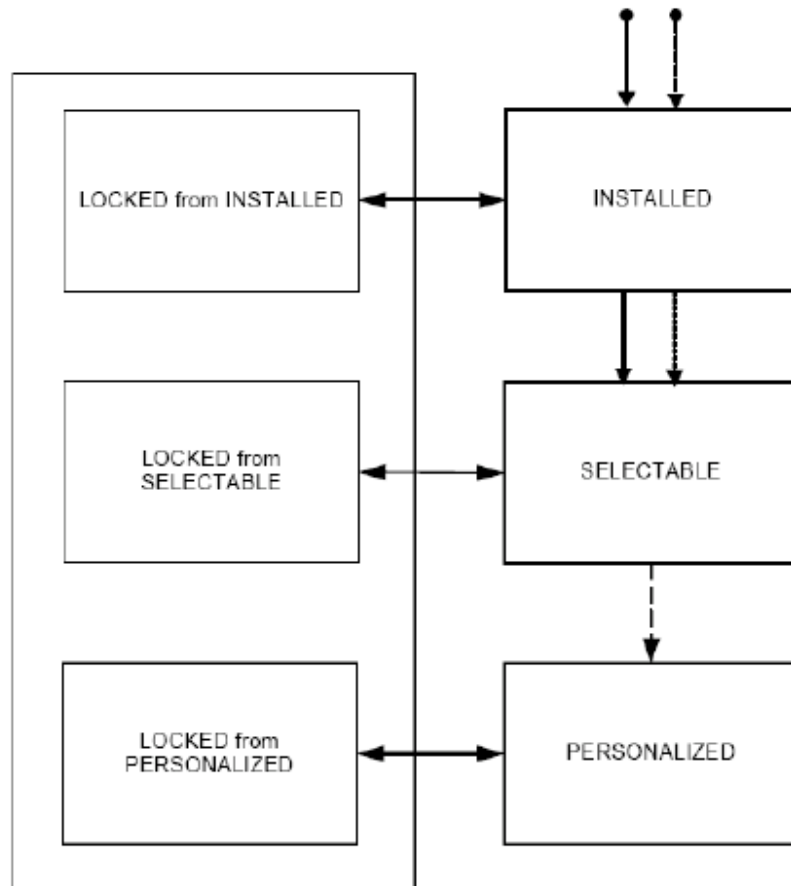 LOCKED from INSTALLED
INSTALLED
LOCKED from
SELECTABLE
SELECTABLE
LOCKED from
PERSONALIZED
PERSONALIZED